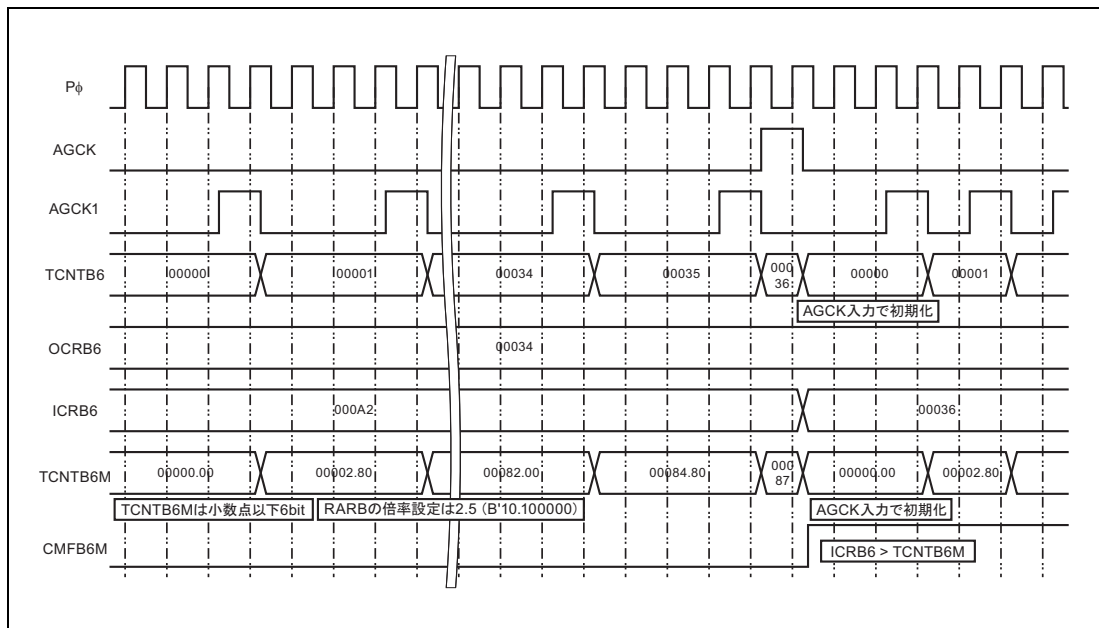 Pφ
AGCK
AGCK1
TCNTB6 00000 00001 00034 00035 000 36 00000 00001
AGCK入力で初期化
OCRB6 00034
ICRB6 000A2 00036
TCNTB6M 00000.00 00002.80 00082.00 00084.80 000 87 00000.00 00002.80
TCNTB6Mは小数点以下6bit RARBの倍率設定は2.5 (B'10.100000) AGCK入力で初期化
CMFB6M ICRB6 > TCNTB6M